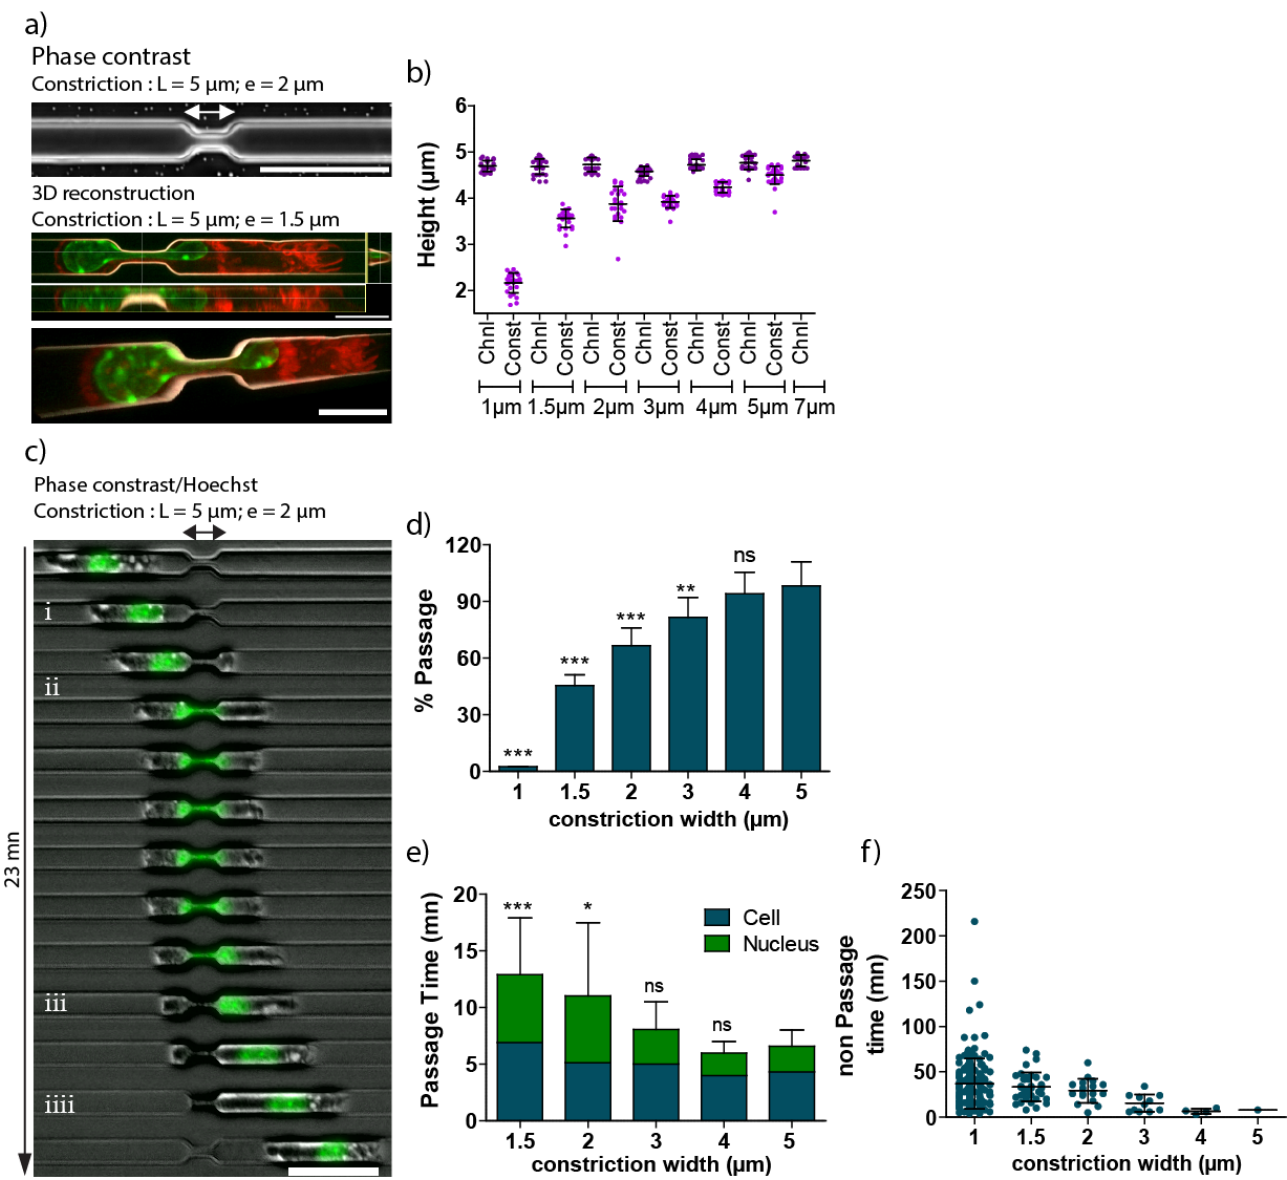 a)
Phase contrast
Constriction : L = 5 µm; e = 2 µm
3D reconstruction
Constriction : L = 5 µm; e = 1.5 µm
b)
Height (µm)
6
5
4
3
2
Chnl Const Chnl Const Chnl Const Chnl Const Chnl Const Chnl Const Chnl
1µm 1.5µm 2µm 3µm 4µm 5µm 7µm
c)
Phase constrast/Hoechst
Constriction : L = 5 µm; e = 2 µm
23 mn
i
ii
iii
iiii
d)
% Passage
120
90
60
30
0
*** *** *** ** ns
1 1.5 2 3 4 5
constriction width (µm)
e)
Passage Time (mn)
20
15
10
5
0
*** * ns ns
Cell
Nucleus
1.5 2 3 4 5
constriction width (µm)
f)
non Passage
time (mn)
250
200
150
100
50
0
1 1.5 2 3 4 5
constriction width (µm)